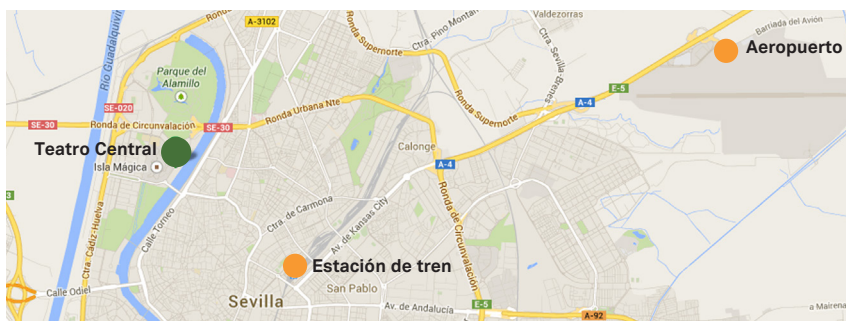 Valdezorras
A-3102
Ctra. Pino Montano
Bartiada del Avión
Río Guadalquivir
Parque del
Alamillo
Ronda Supernorte
Ctra. Sevilla-Brenes
Aeropuerto
E-5
SE-020
Ronda Urbana Nte
Ronda Supernorte
A-4
SE-30
Ronda de Circunvalación
SE-30
Teatro Central
Isla Mágica
Calonge
A-4
Ctra. de Carmona
Av. de Kansas City
Ronda de Circunvalación
Calle Torneo
Ctra. Cádiz-Huelva
Estación de tren
San Pablo
Calle Odiel
Sevilla
Av. de Andalucía
E-5
A-92
a Mairena